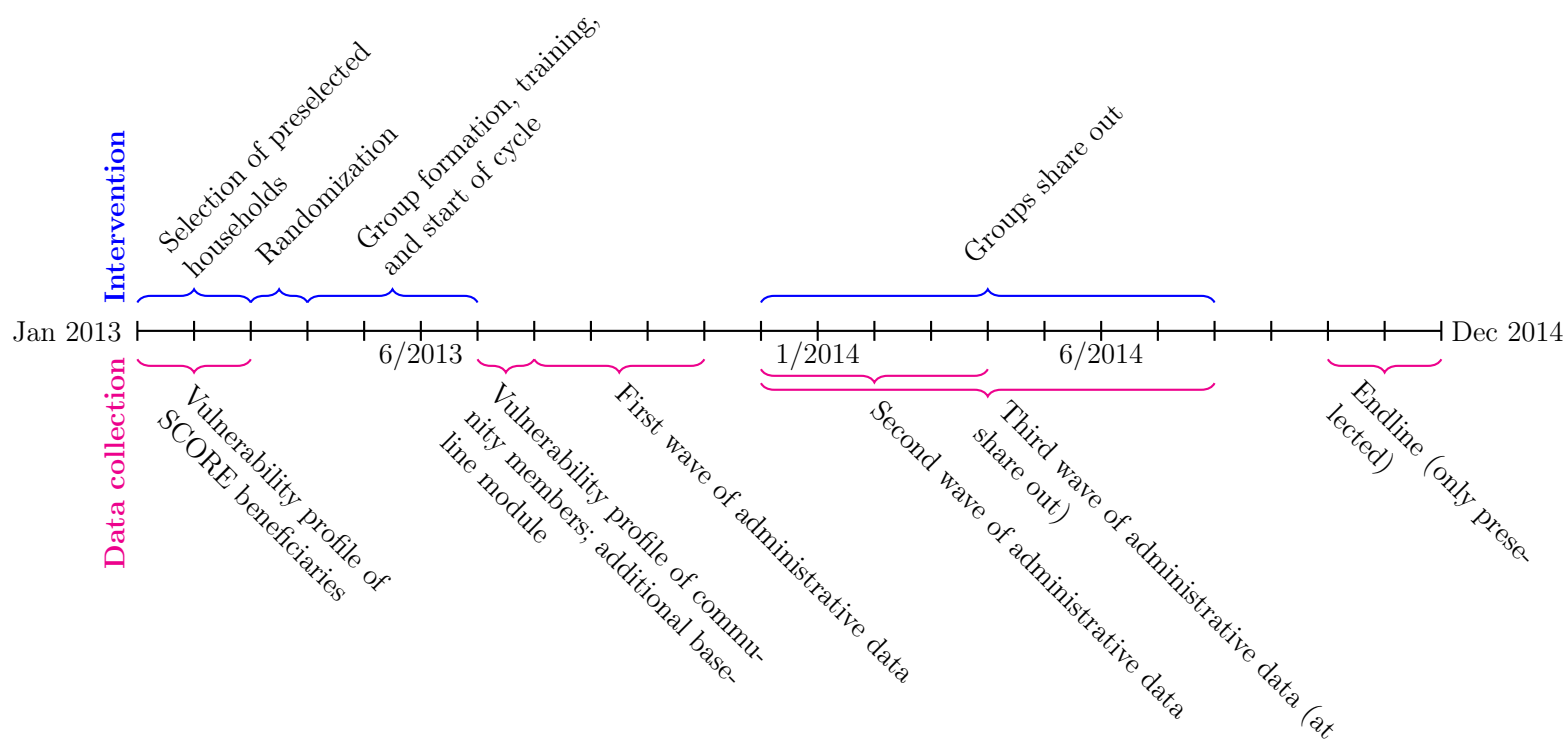 Intervention
Selection of preselected
households
Randomization
Group formation, training,
and start of cycle
Groups share out
Jan 2013
6/2013
1/2014
6/2014
Dec 2014
Data collection
Vulnerability profile of
SCORE beneficiaries
Vulnerability profile of commu-
nity members; additional base-
line module
First wave of administrative data
Second wave of administrative data
Third wave of administrative data (at
share out)
Endline (only prese-
lected)